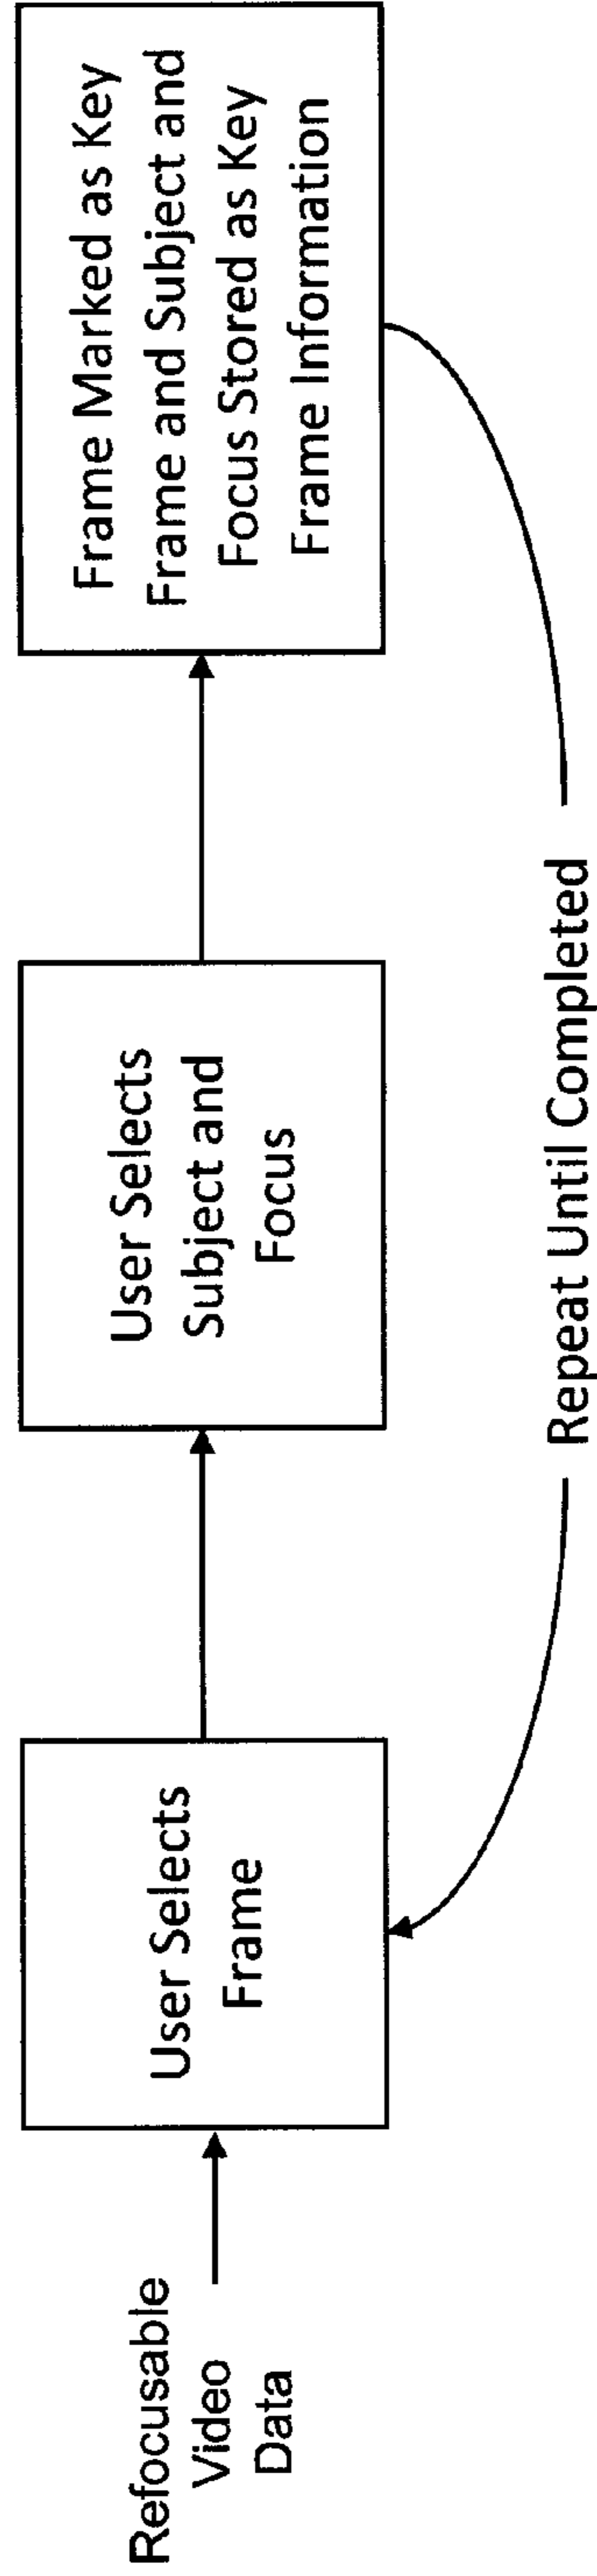 Refocusable
Video
Data
User Selects
Frame
User Selects
Subject and
Focus
Frame Marked as Key
Frame and Subject and
Focus Stored as Key
Frame Information
Repeat Until Completed